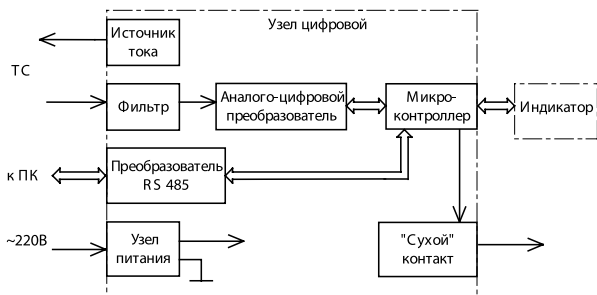 Узел цифровой
Источник
тока
ТС
Фильтр
Аналого-цифровой
преобразователь
Микро-
контроллер
Индикатор
к ПК
Преобразователь
RS 485
~220В
Узел
питания
"Сухой"
контакт